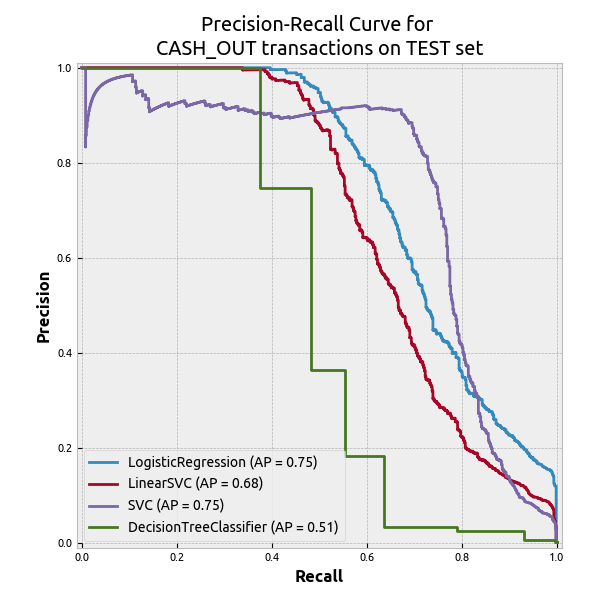 Precision-Recall Curve for
CASH_OUT transactions on TEST set
1.0
0.8
0.6
0.4
0.2
0.0
Precision
LogisticRegression (AP = 0.75)
LinearSVC (AP = 0.68)
SVC (AP = 0.75)
DecisionTreeClassifier (AP = 0.51)
0.0 0.2 0.4 0.6 0.8 1.0
Recall